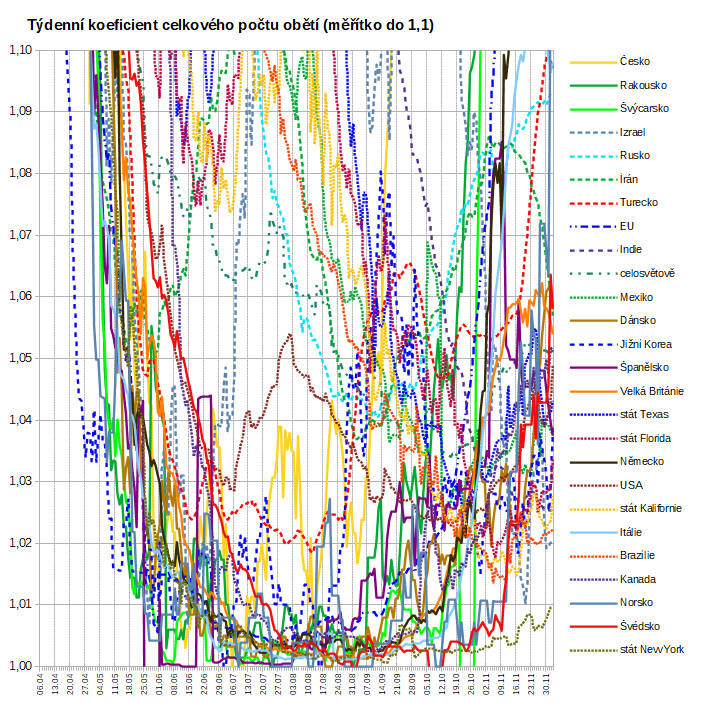 Týdenní koeficient celkového počtu obětí (měřítko do 1,1)
1,10
1,09
1,08
1,07
1,06
1,05
1,04
1,03
1,02
1,01
1,00
06.04
13.04
20.04
27.04
04.05
11.05
18.05
25.05
01.06
08.06
15.06
22.06
29.06
06.07
13.07
20.07
27.07
03.08
10.08
17.08
24.08
31.08
07.09
14.09
21.09
28.09
05.10
12.10
19.10
26.10
02.11
09.11
16.11
23.11
30.11
Česko
Rakousko
Švýcarsko
Izrael
Rusko
Irán
Turecko
EU
Indie
celosvětově
Mexiko
Dánsko
Jižní Korea
Španělsko
Velká Británie
stát Texas
stát Florida
Německo
USA
stát Kalifornie
Itálie
Brazílie
Kanada
Norsko
Švédsko
stát NewYork